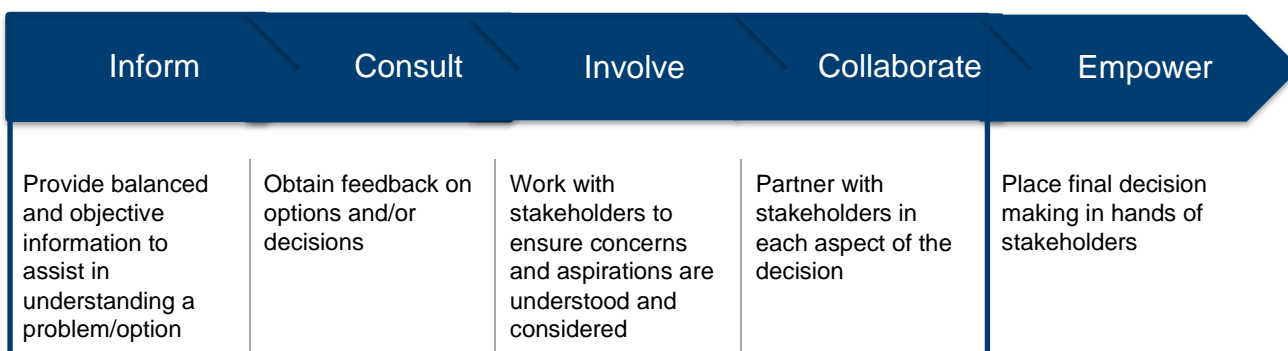 Inform
Consult
Involve
Collaborate
Empower
Provide balanced
and objective
information to
assist in
understanding a
problem/option
Obtain feedback on
options and/or
decisions
Work with
stakeholders to
ensure concerns
and aspirations are
understood and
considered
Partner with
stakeholders in
each aspect of the
decision
Place final decision
making in hands of
stakeholders